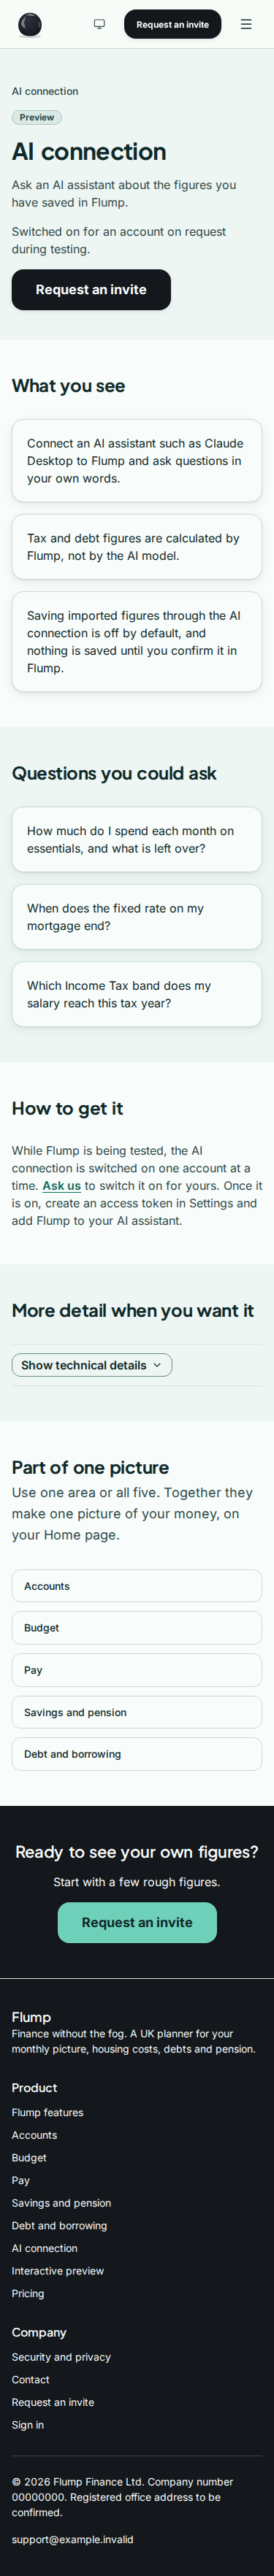 Request an invite
AI connection
Preview
AI connection
Ask an AI assistant about the figures you
have saved in Flump.
Switched on for an account on request
during testing.
Request an invite
What you see
Connect an AI assistant such as Claude
Desktop to Flump and ask questions in
your own words.
Tax and debt figures are calculated by
Flump, not by the AI model.
Saving imported figures through the AI
connection is off by default, and
nothing is saved until you confirm it in
Flump.
Questions you could ask
How much do I spend each month on
essentials, and what is left over?
When does the fixed rate on my
mortgage end?
Which Income Tax band does my
salary reach this tax year?
How to get it
While Flump is being tested, the AI
connection is switched on one account at a
time. Ask us to switch it on for yours. Once it
is on, create an access token in Settings and
add Flump to your AI assistant.
More detail when you want it
Show technical details
Part of one picture
Use one area or all five. Together they
make one picture of your money, on
your Home page.
Accounts
Budget
Pay
Savings and pension
Debt and borrowing
Ready to see your own figures?
Start with a few rough figures.
Request an invite
Flump
Finance without the fog. A UK planner for your
monthly picture, housing costs, debts and pension.
Product
Flump features
Accounts
Budget
Pay
Savings and pension
Debt and borrowing
AI connection
Interactive preview
Pricing
Company
Security and privacy
Contact
Request an invite
Sign in
© 2026 Flump Finance Ltd. Company number
00000000. Registered office address to be
confirmed.
support@example.invalid